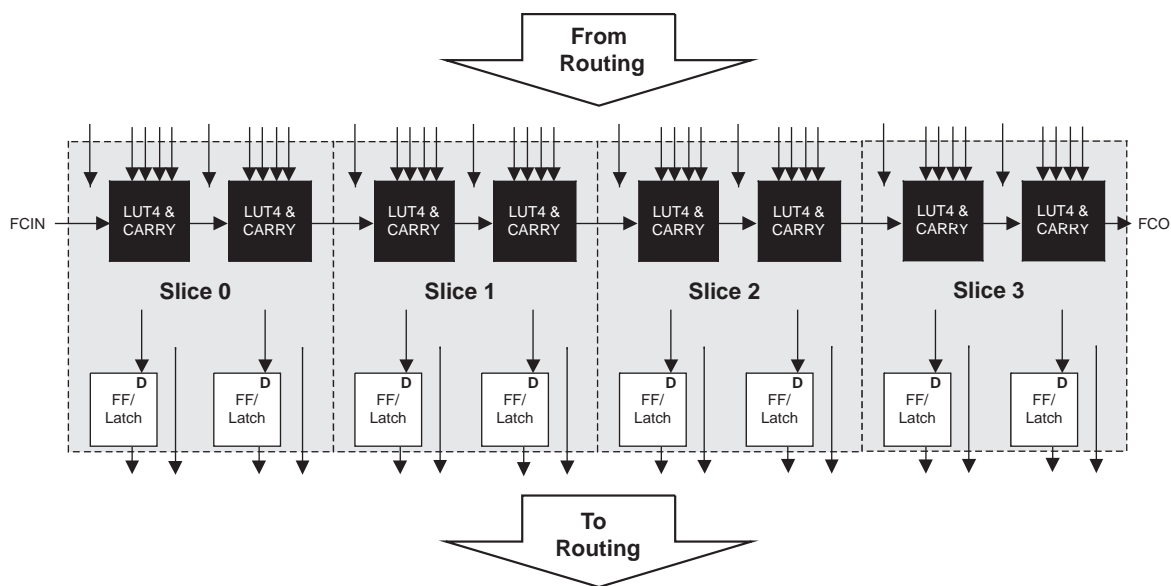 From
Routing
FCIN
LUT4 &
CARRY
LUT4 &
CARRY
LUT4 &
CARRY
LUT4 &
CARRY
LUT4 &
CARRY
LUT4 &
CARRY
LUT4 &
CARRY
LUT4 &
CARRY
FCO
Slice 0
Slice 1
Slice 2
Slice 3
D
FF/
Latch
D
FF/
Latch
D
FF/
Latch
D
FF/
Latch
D
FF/
Latch
D
FF/
Latch
D
FF/
Latch
D
FF/
Latch
To
Routing